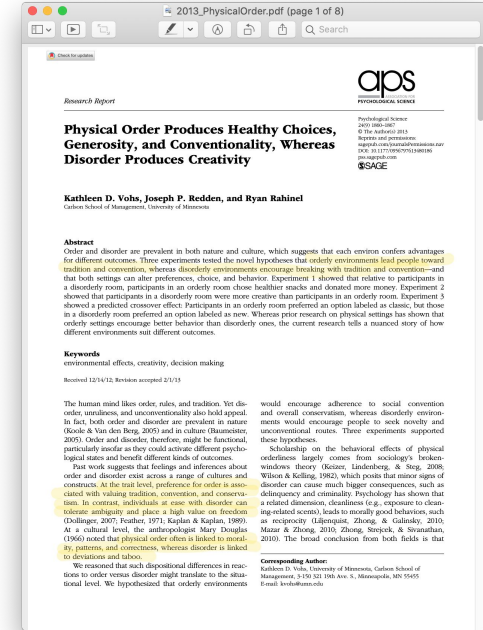 2013_PhysicalOrder.pdf (page 1 of 8)
Search
Check for updates
Research Report
aps
ASSOCIATION FOR
PSYCHOLOGICAL SCIENCE
Physical Order Produces Healthy Choices,
Generosity, and Conventionality, Whereas
Disorder Produces Creativity
Psychological Science
24(9) 1860–1867
© The Author(s) 2013
Reprints and permissions:
sagepub.com/journalsPermissions.nav
DOI: 10.1177/0956797613480186
pss.sagepub.com
SAGE
Kathleen D. Vohs, Joseph P. Redden, and Ryan Rahinel
Carlson School of Management, University of Minnesota
Abstract
Order and disorder are prevalent in both nature and culture, which suggests that each environ confers advantages
for different outcomes. Three experiments tested the novel hypotheses that orderly environments lead people toward
tradition and convention, whereas disorderly environments encourage breaking with tradition and convention—and
that both settings can alter preferences, choice, and behavior. Experiment 1 showed that relative to participants in
a disorderly room, participants in an orderly room chose healthier snacks and donated more money. Experiment 2
showed that participants in a disorderly room were more creative than participants in an orderly room. Experiment 3
showed a predicted crossover effect: Participants in an orderly room preferred an option labeled as classic, but those
in a disorderly room preferred an option labeled as new. Whereas prior research on physical settings has shown that
orderly settings encourage better behavior than disorderly ones, the current research tells a nuanced story of how
different environments suit different outcomes.
Keywords
environmental effects, creativity, decision making
Received 12/14/12; Revision accepted 2/1/13
The human mind likes order, rules, and tradition. Yet dis-
order, unruliness, and unconventionality also hold appeal.
In fact, both order and disorder are prevalent in nature
(Koole & Van den Berg, 2005) and in culture (Baumeister,
2005). Order and disorder, therefore, might be functional,
particularly insofar as they could activate different psycho-
logical states and benefit different kinds of outcomes.
Past work suggests that feelings and inferences about
order and disorder exist across a range of cultures and
constructs. At the trait level, preference for order is asso-
ciated with valuing tradition, convention, and conserva-
tism. In contrast, individuals at ease with disorder can
tolerate ambiguity and place a high value on freedom
(Dollinger, 2007; Feather, 1971; Kaplan & Kaplan, 1989).
At a cultural level, the anthropologist Mary Douglas
(1966) noted that physical order often is linked to moral-
ity, patterns, and correctness, whereas disorder is linked
to deviations and taboo.
We reasoned that such dispositional differences in reac-
tions to order versus disorder might translate to the situa-
tional level. We hypothesized that orderly environments
would encourage adherence to social convention
and overall conservatism, whereas disorderly environ-
ments would encourage people to seek novelty and
unconventional routes. Three experiments supported
these hypotheses.
Scholarship on the behavioral effects of physical
orderliness largely comes from sociology's broken-
windows theory (Keizer, Lindenberg, & Steg, 2008;
Wilson & Kelling, 1982), which posits that minor signs of
disorder can cause much bigger consequences, such as
delinquency and criminality. Psychology has shown that
a related dimension, cleanliness (e.g., exposure to clean-
ing-related scents), leads to morally good behaviors, such
as reciprocity (Liljenquist, Zhong, & Galinsky, 2010;
Mazar & Zhong, 2010; Zhong, Strejcek, & Sivanathan,
2010). The broad conclusion from both fields is that
Corresponding Author:
Kathleen D. Vohs, University of Minnesota, Carlson School of
Management, 3-150 321 19th Ave. S., Minneapolis, MN 55455
E-mail: kvohs@umn.edu